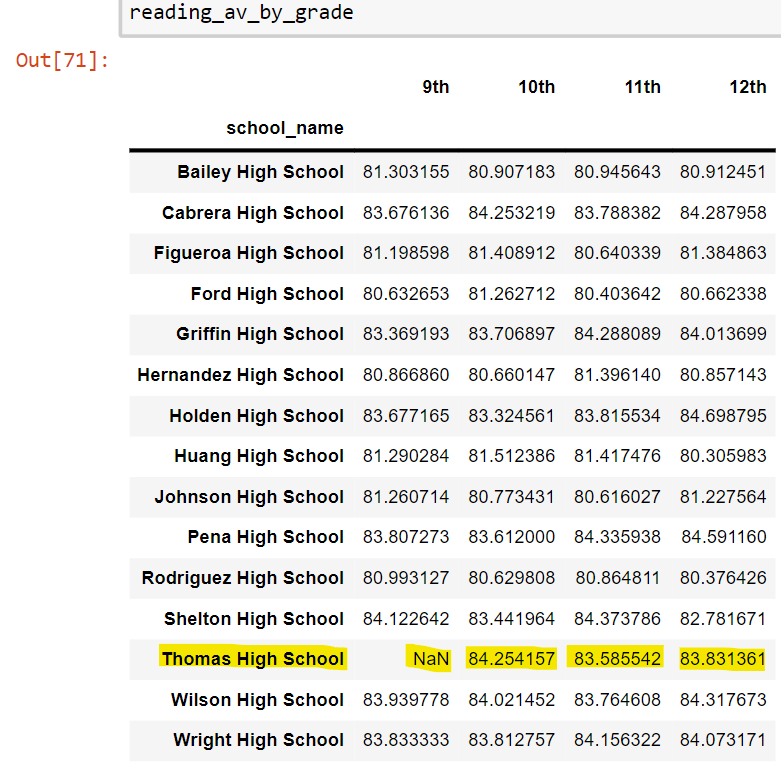 reading_av_by_grade
Out[71]:
9th 10th 11th 12th
school_name
Bailey High School 81.303155 80.907183 80.945643 80.912451
Cabrera High School 83.676136 84.253219 83.788382 84.287958
Figueroa High School 81.198598 81.408912 80.640339 81.384863
Ford High School 80.632653 81.262712 80.403642 80.662338
Griffin High School 83.369193 83.706897 84.288089 84.013699
Hernandez High School 80.866860 80.660147 81.396140 80.857143
Holden High School 83.677165 83.324561 83.815534 84.698795
Huang High School 81.290284 81.512386 81.417476 80.305983
Johnson High School 81.260714 80.773431 80.616027 81.227564
Pena High School 83.807273 83.612000 84.335938 84.591160
Rodriguez High School 80.993127 80.629808 80.864811 80.376426
Shelton High School 84.122642 83.441964 84.373786 82.781671
Thomas High School NaN 84.254157 83.585542 83.831361
Wilson High School 83.939778 84.021452 83.764608 84.317673
Wright High School 83.833333 83.812757 84.156322 84.073171